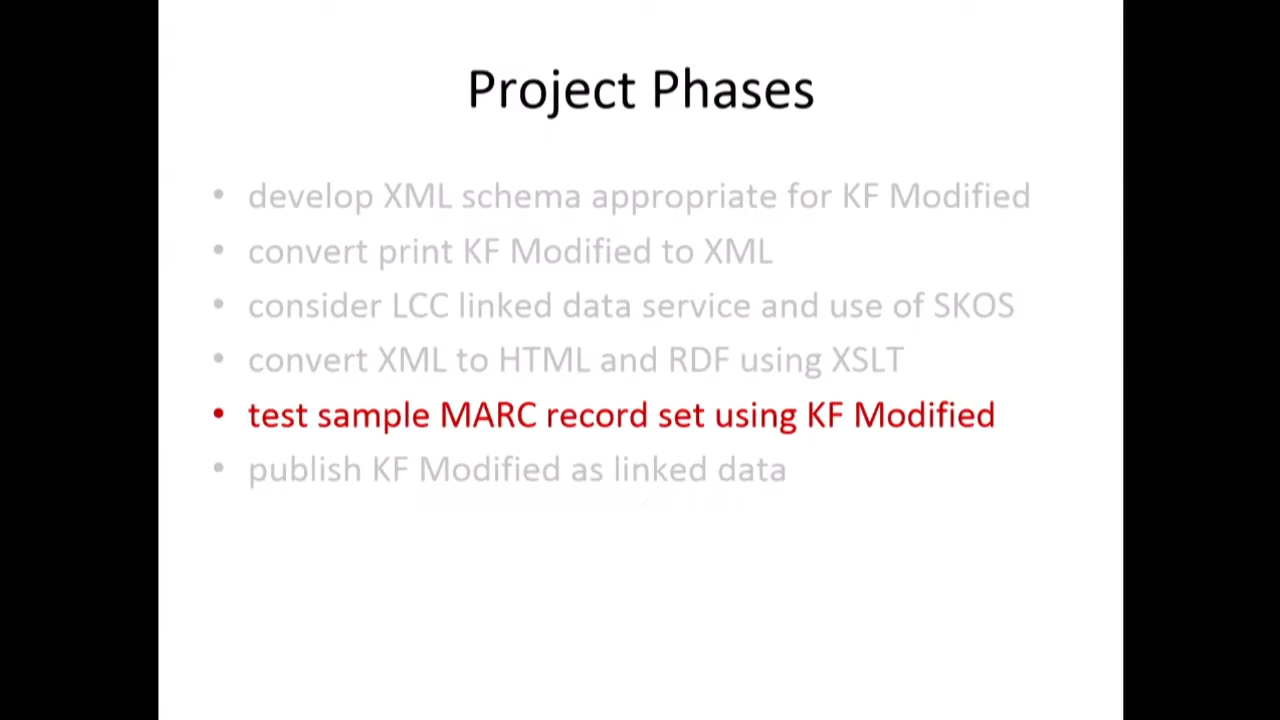 Project Phases
• develop XML schema appropriate for KF Modified
• convert print KF Modified to XML
• consider LCC linked data service and use of SKOS
• convert XML to HTML and RDF using XSLT
• test sample MARC record set using KF Modified
• publish KF Modified as linked data